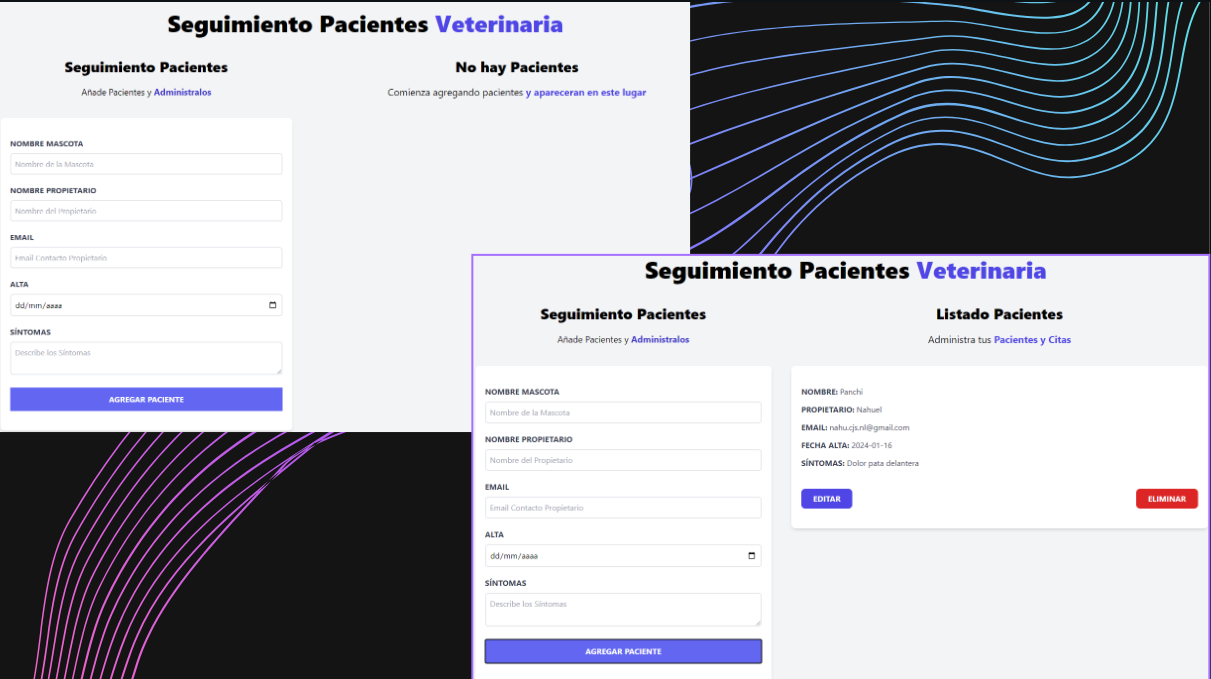 Seguimiento Pacientes Veterinaria
Seguimiento Pacientes
Añade Pacientes y Administralos
No hay Pacientes
Comienza agregando pacientes y apareceran en este lugar
NOMBRE MASCOTA
Nombre de la Mascota
NOMBRE PROPIETARIO
Nombre del Propietario
EMAIL
Email Contacto Propietario
ALTA
dd/mm/aaaa
SÍNTOMAS
Describe los Síntomas
AGREGAR PACIENTE
Seguimiento Pacientes Veterinaria
Seguimiento Pacientes
Añade Pacientes y Administralos
NOMBRE MASCOTA
Nombre de la Mascota
NOMBRE PROPIETARIO
Nombre del Propietario
EMAIL
Email Contacto Propietario
ALTA
dd/mm/aaaa
SÍNTOMAS
Describe los Síntomas
AGREGAR PACIENTE
Listado Pacientes
Administra tus Pacientes y Citas
NOMBRE: Panchi
PROPIETARIO: Nahuel
EMAIL: nahu.cjs.nl@gmail.com
FECHA ALTA: 2024-01-16
SÍNTOMAS: Dolor pata delantera
EDITAR
ELIMINAR